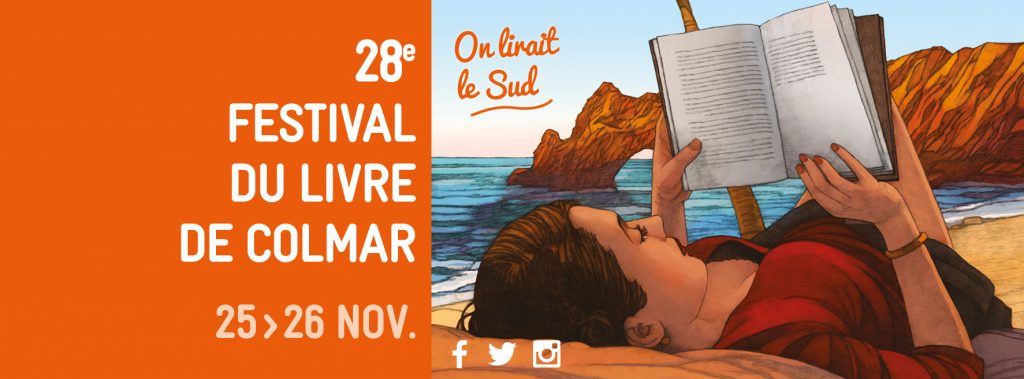 28e
FESTIVAL
DU LIVRE
DE COLMAR
25 > 26 NOV.
On lirait
le Sud